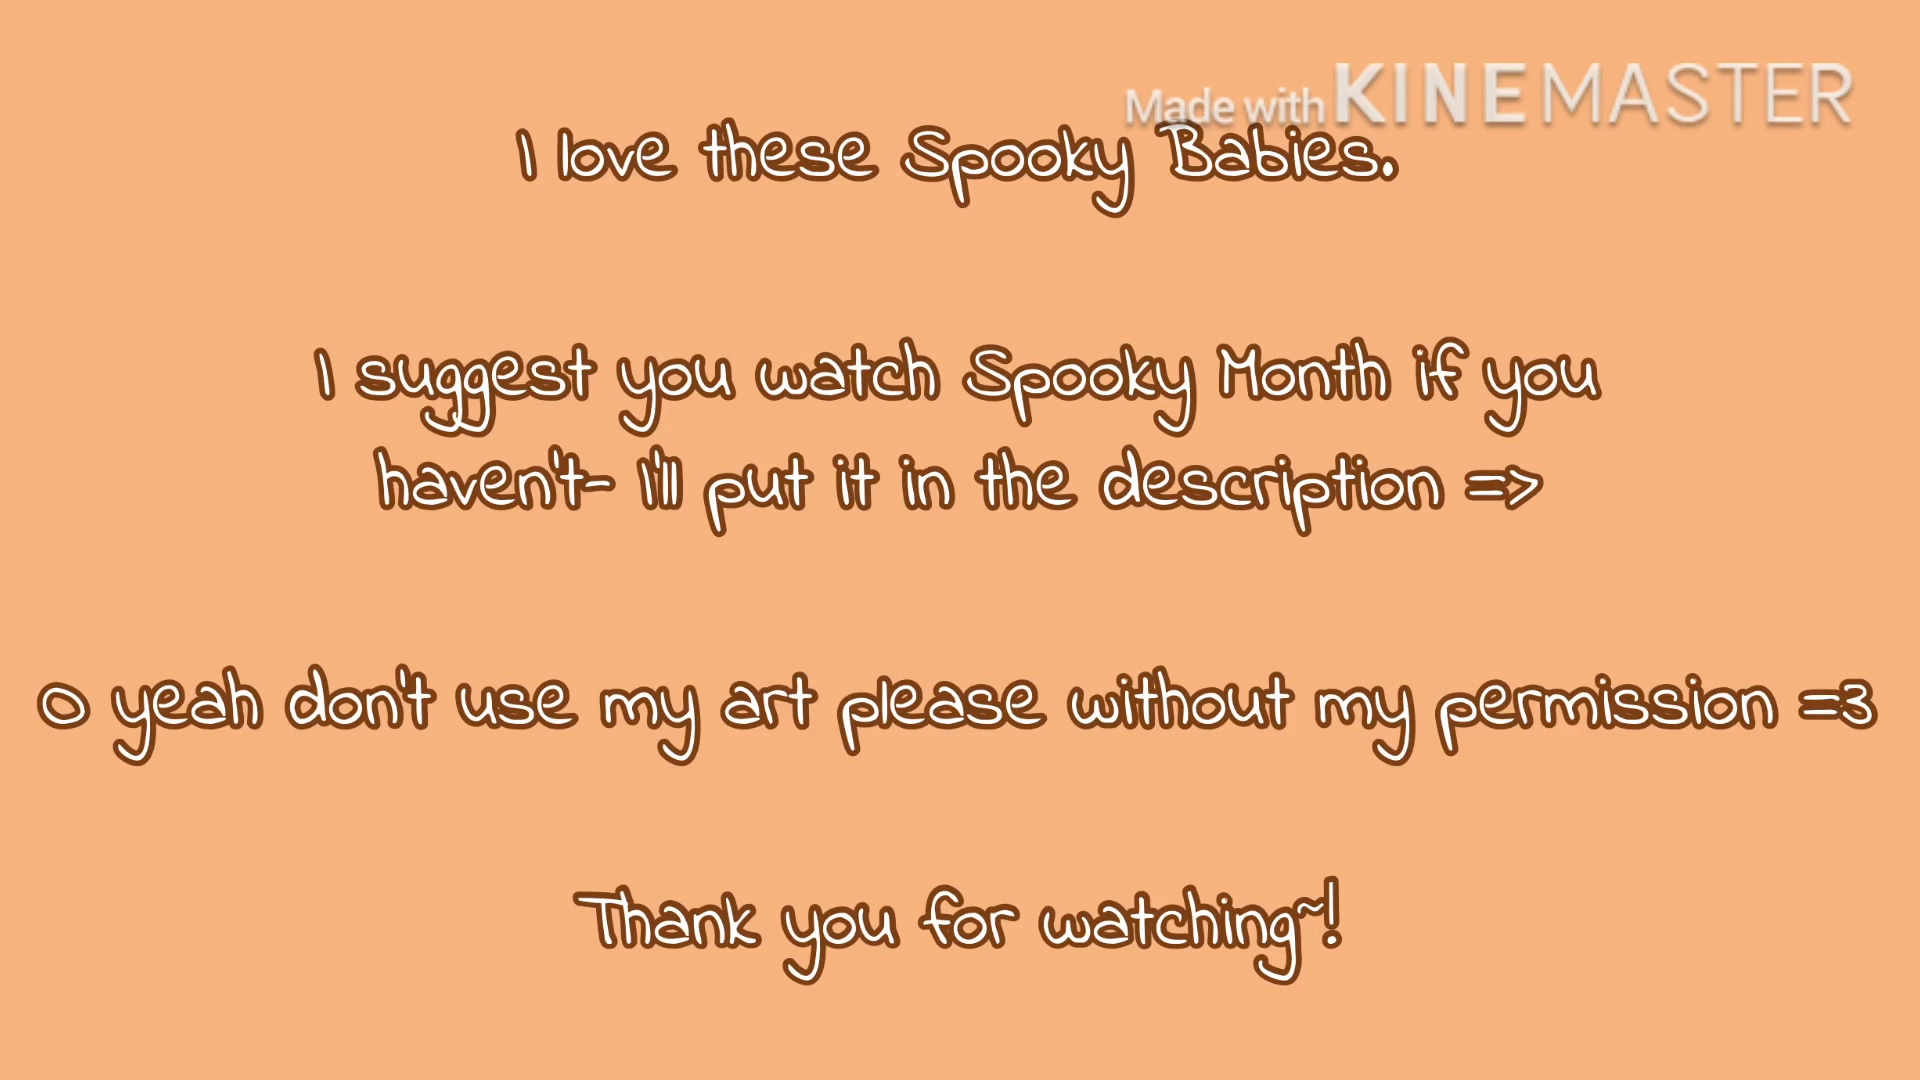 Made with KINEMASTER
I love these Spooky Babies.
I suggest you watch Spooky Month if you
haven't- I'll put it in the description =>
O yeah don't use my art please without my permission =3
Thank you for watching~!